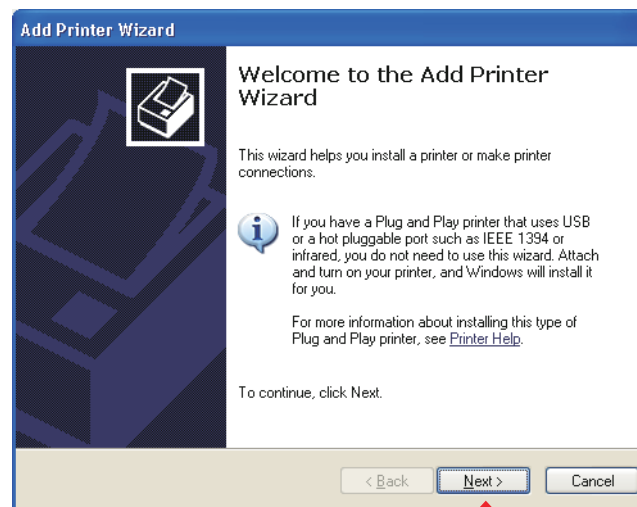 Add Printer Wizard
Welcome to the Add Printer
Wizard
This wizard helps you install a printer or make printer
connections.
If you have a Plug and Play printer that uses USB
or a hot pluggable port such as IEEE 1394 or
infrared, you do not need to use this wizard. Attach
and turn on your printer, and Windows will install it
for you.
For more information about installing this type of
Plug and Play printer, see Printer Help.
To continue, click Next.
< Back Next > Cancel